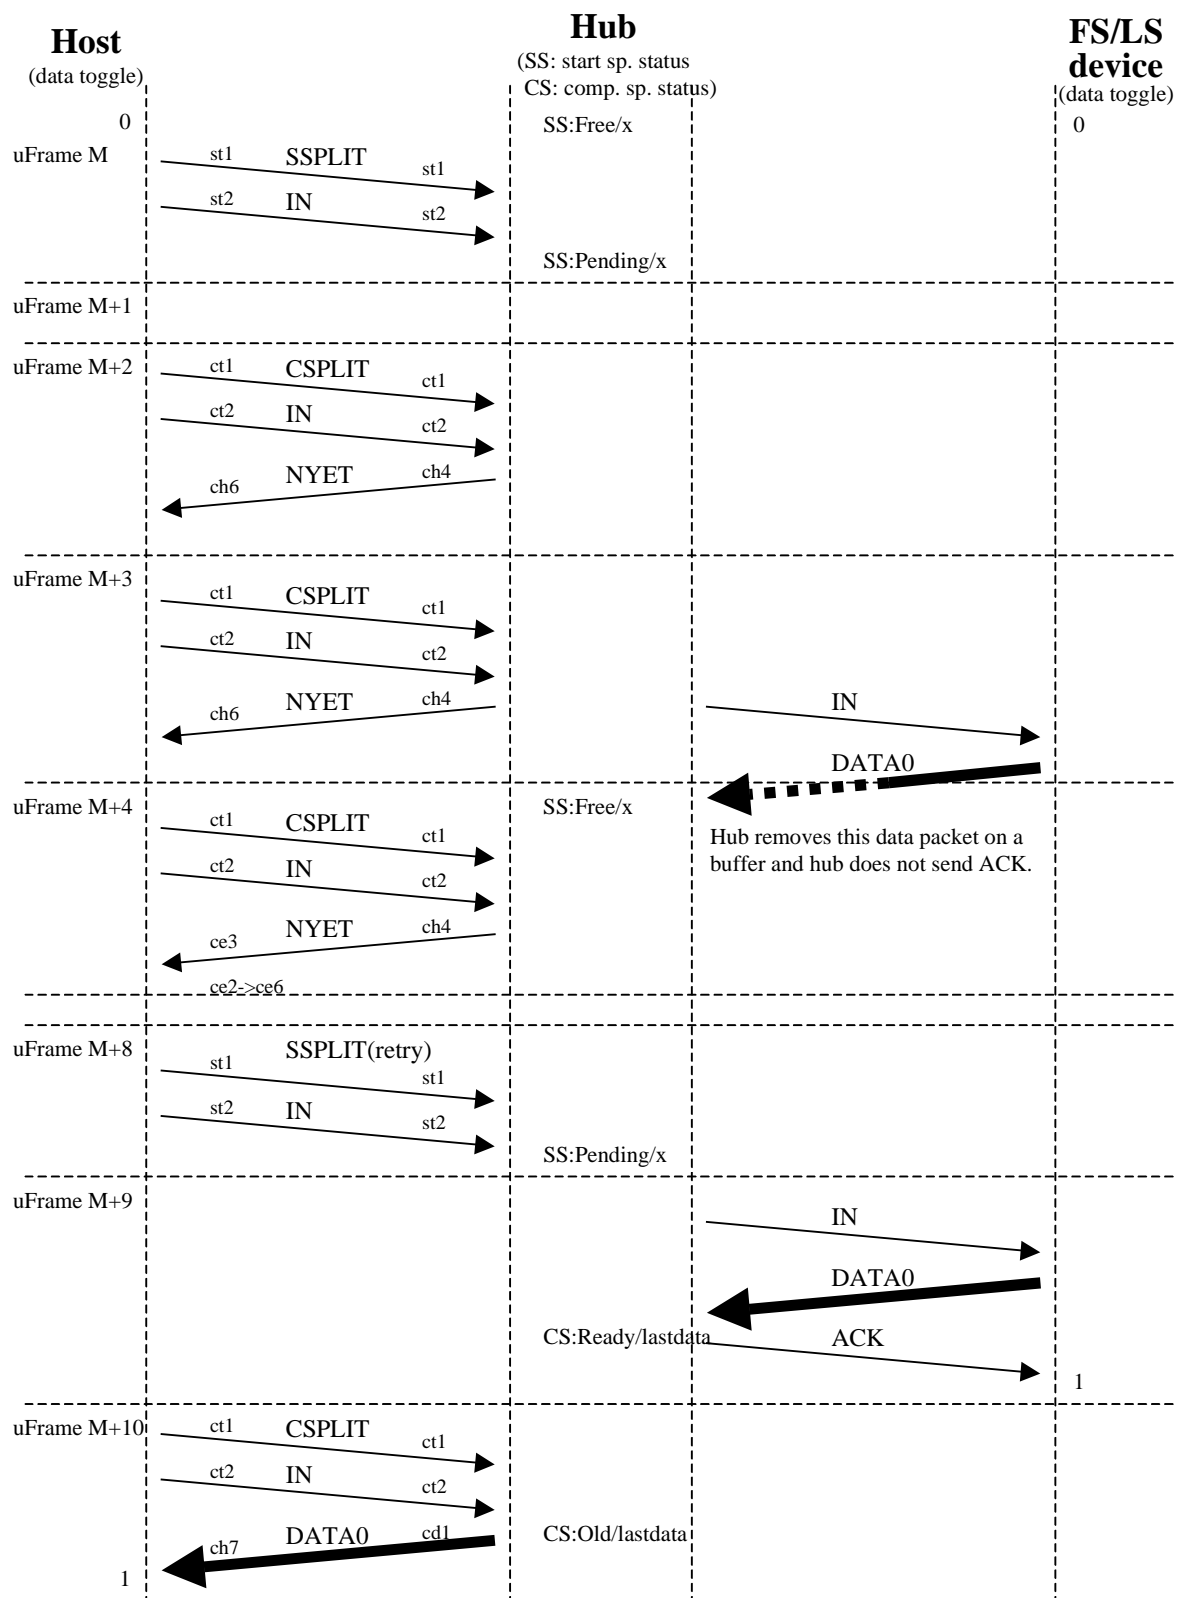 Host
(data toggle)
Hub
(SS: start sp. status
CS: comp. sp. status)
FS/LS
device
(data toggle)
0
SS:Free/x
0
uFrame M
st1 SSPLIT st1
st2 IN st2
SS:Pending/x
uFrame M+1
uFrame M+2
ct1 CSPLIT ct1
ct2 IN ct2
ch6 NYET ch4
uFrame M+3
ct1 CSPLIT ct1
ct2 IN ct2
ch6 NYET ch4
IN
DATA0
uFrame M+4
SS:Free/x
ct1 CSPLIT ct1
Hub removes this data packet on a
buffer and hub does not send ACK.
ct2 IN ct2
ce3 NYET ch4
ce2->ce6
uFrame M+8
SSPLIT(retry)
st1 st1
st2 IN st2
SS:Pending/x
uFrame M+9
IN
DATA0
CS:Ready/lastdata
ACK
1
uFrame M+10
ct1 CSPLIT ct1
ct2 IN ct2
ch7 DATA0 cd1
CS:Old/lastdata
1